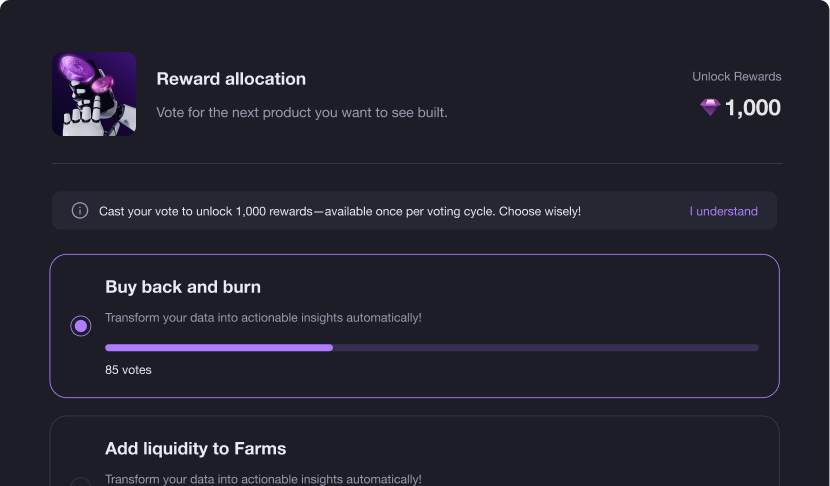 Reward allocation
Vote for the next product you want to see built.
Unlock Rewards
1,000
Cast your vote to unlock 1,000 rewards—available once per voting cycle. Choose wisely!
I understand
Buy back and burn
Transform your data into actionable insights automatically!
85 votes
Add liquidity to Farms
Transform your data into actionable insights automatically!